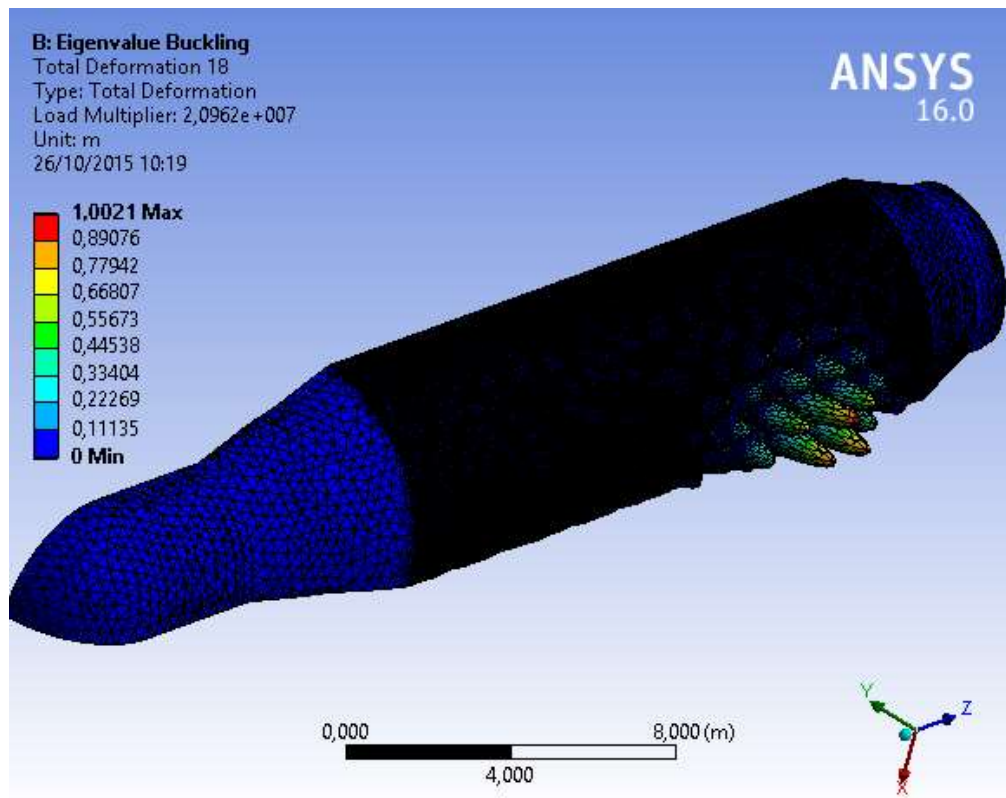 B: Eigenvalue Buckling
Total Deformation 18
Type: Total Deformation
Load Multiplier: 2,0962e+007
Unit: m
26/10/2015 10:19
ANSYS
16.0
1,0021 Max
0,89076
0,77942
0,66807
0,55673
0,44538
0,33404
0,22269
0,11135
0 Min
0,000
8,000 (m)
4,000
Y
Z
X